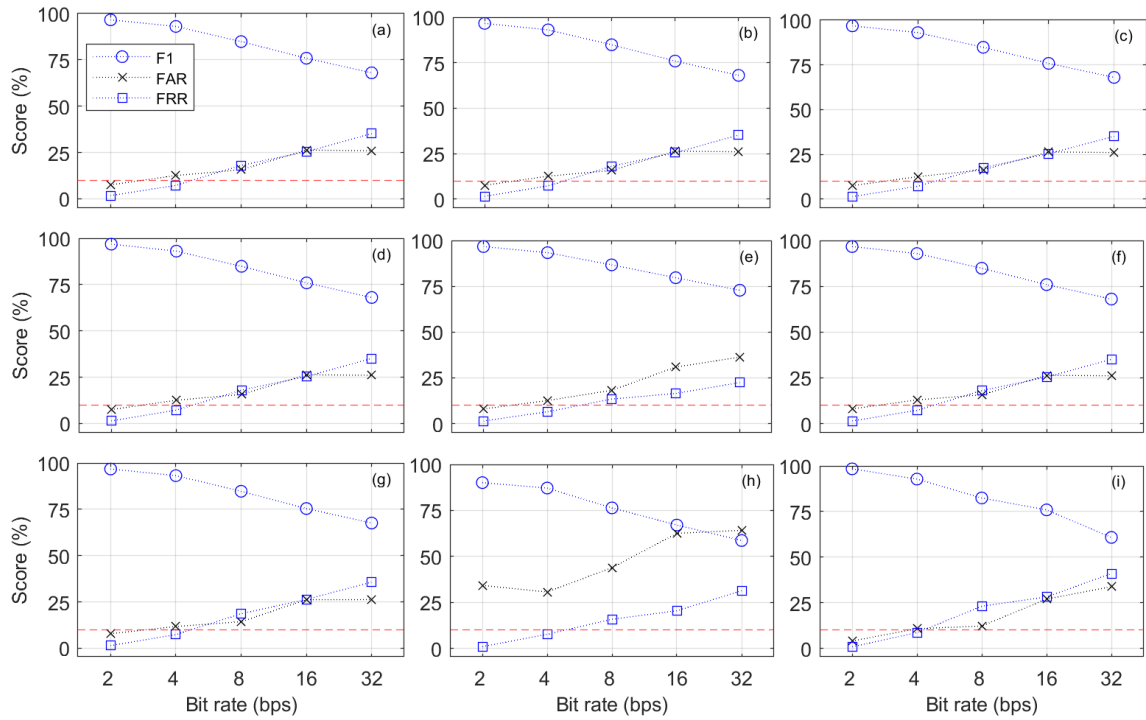 100 (a) 100 (b) 100 (c)
F1
FAR
FRR
75 75 75
50 50 50
25 25 25
0 0 0
Score (%)
100 (d) 100 (e) 100 (f)
75 75 75
50 50 50
25 25 25
0 0 0
Score (%)
100 (g) 100 (h) 100 (i)
75 75 75
50 50 50
25 25 25
0 0 0
Score (%)
2 4 8 16 32 2 4 8 16 32 2 4 8 16 32
Bit rate (bps) Bit rate (bps) Bit rate (bps)